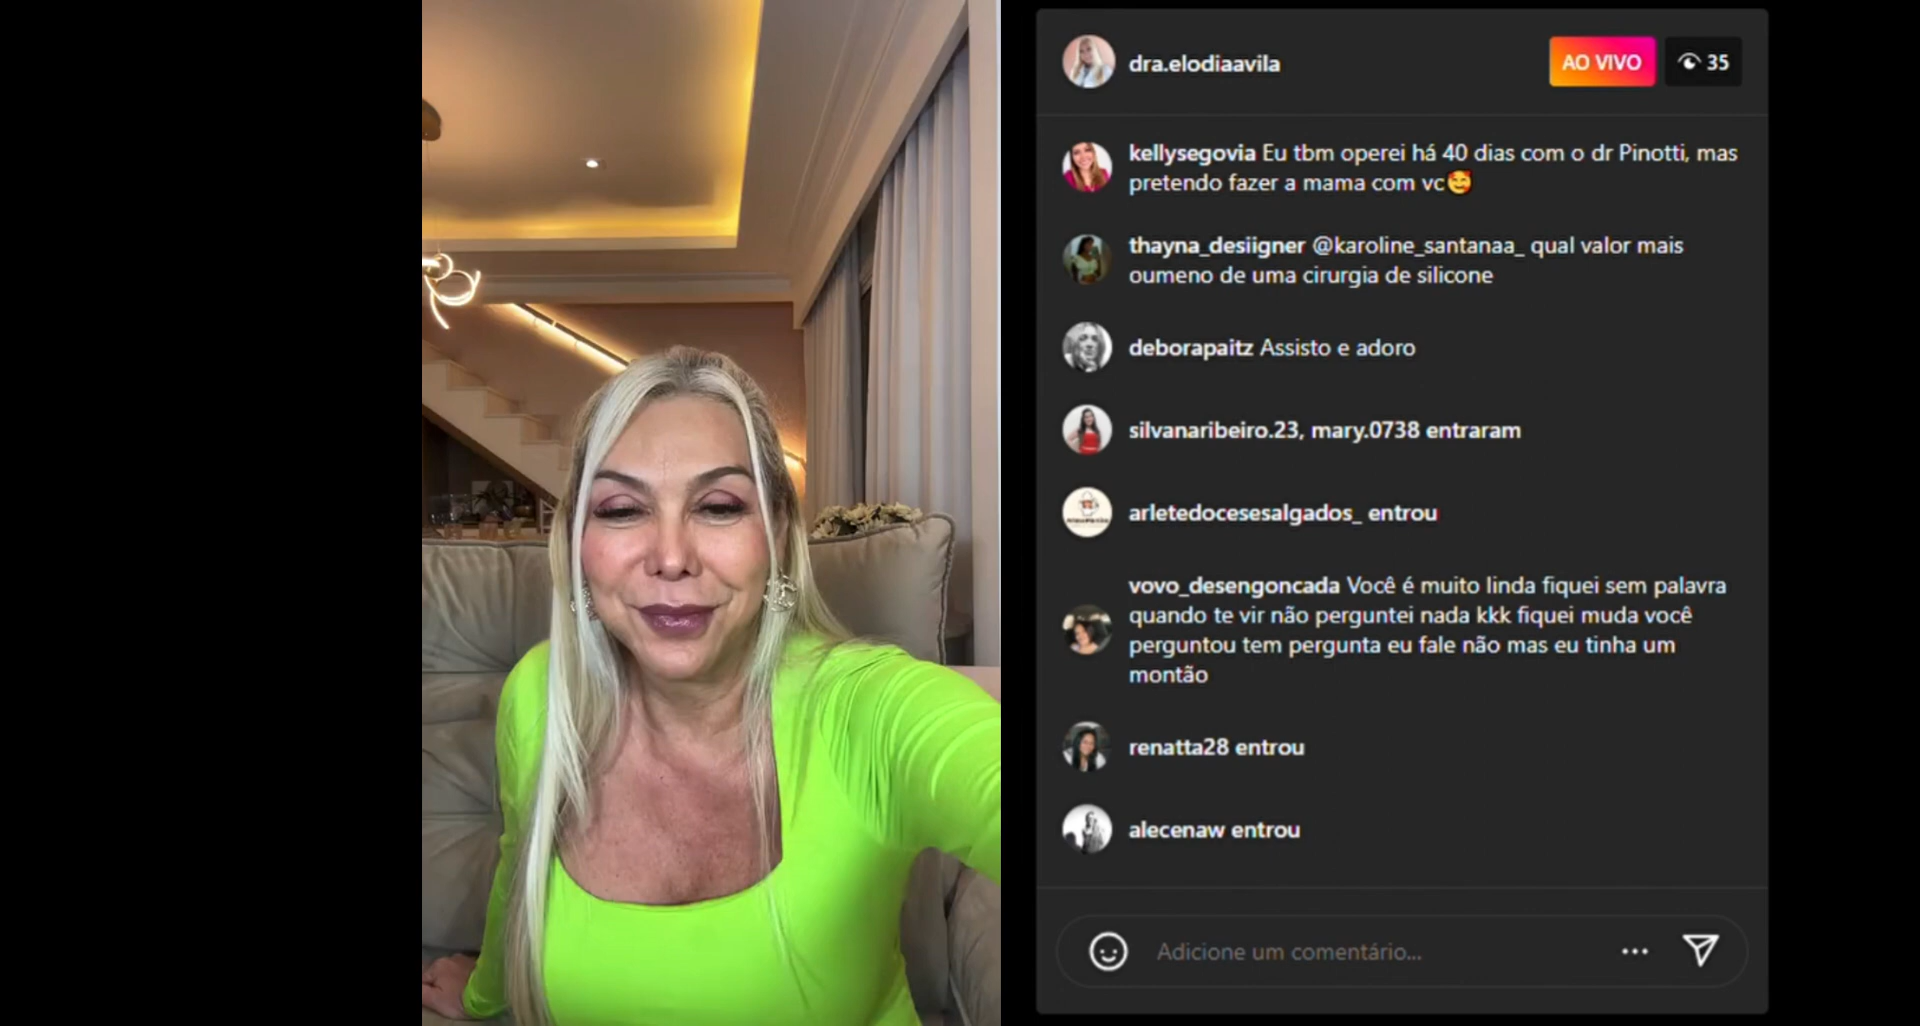 dra.elodiaavila
AO VIVO
35
kellysegovia Eu tbm operei há 40 dias com o dr Pinotti, mas
pretendo fazer a mama com vc🥰
thayna_desiigner @karoline_santanaa_ qual valor mais
oumeno de uma cirurgia de silicone
deborapaitz Assisto e adoro
silvanaribeiro.23, mary.0738 entraram
arletedocesesalgados_ entrou
vovo_desengoncada Você é muito linda fiquei sem palavra
quando te vir não perguntei nada kkk fiquei muda você
perguntou tem pergunta eu fale não mas eu tinha um
montão
renatta28 entrou
alecenaw entrou
Adicione um comentário...